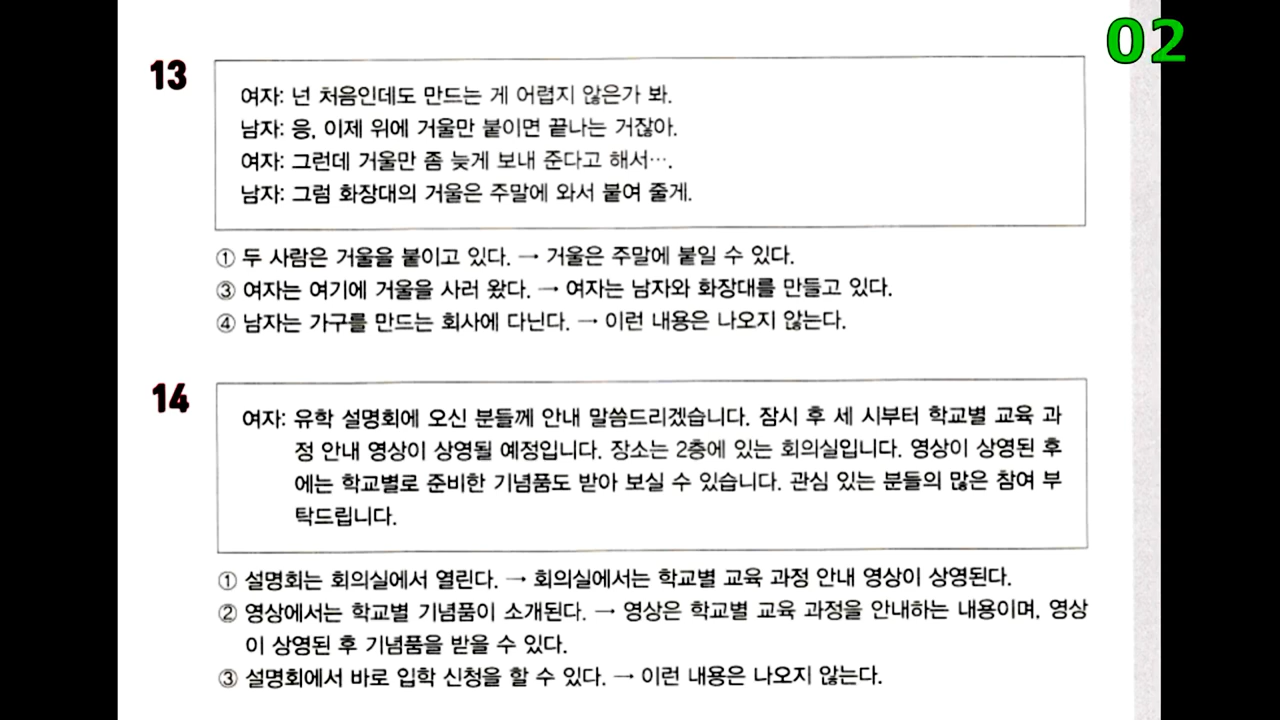 02
13
여자: 넌 처음인데도 만드는 게 어렵지 않은가 봐.
남자: 응, 이제 위에 거울만 붙이면 끝나는 거잖아.
여자: 그런데 거울만 좀 늦게 보내 준다고 해서….
남자: 그럼 화장대의 거울은 주말에 와서 붙여 줄게.
① 두 사람은 거울을 붙이고 있다. → 거울은 주말에 붙일 수 있다.
③ 여자는 여기에 거울을 사러 왔다. → 여자는 남자와 화장대를 만들고 있다.
④ 남자는 가구를 만드는 회사에 다닌다. → 이런 내용은 나오지 않는다.
14
여자: 유학 설명회에 오신 분들께 안내 말씀드리겠습니다. 잠시 후 세 시부터 학교별 교육 과
정 안내 영상이 상영될 예정입니다. 장소는 2층에 있는 회의실입니다. 영상이 상영된 후
에는 학교별로 준비한 기념품도 받아 보실 수 있습니다. 관심 있는 분들의 많은 참여 부
탁드립니다.
① 설명회는 회의실에서 열린다. → 회의실에서는 학교별 교육 과정 안내 영상이 상영된다.
② 영상에서는 학교별 기념품이 소개된다. → 영상은 학교별 교육 과정을 안내하는 내용이며, 영상
이 상영된 후 기념품을 받을 수 있다.
③ 설명회에서 바로 입학 신청을 할 수 있다. → 이런 내용은 나오지 않는다.